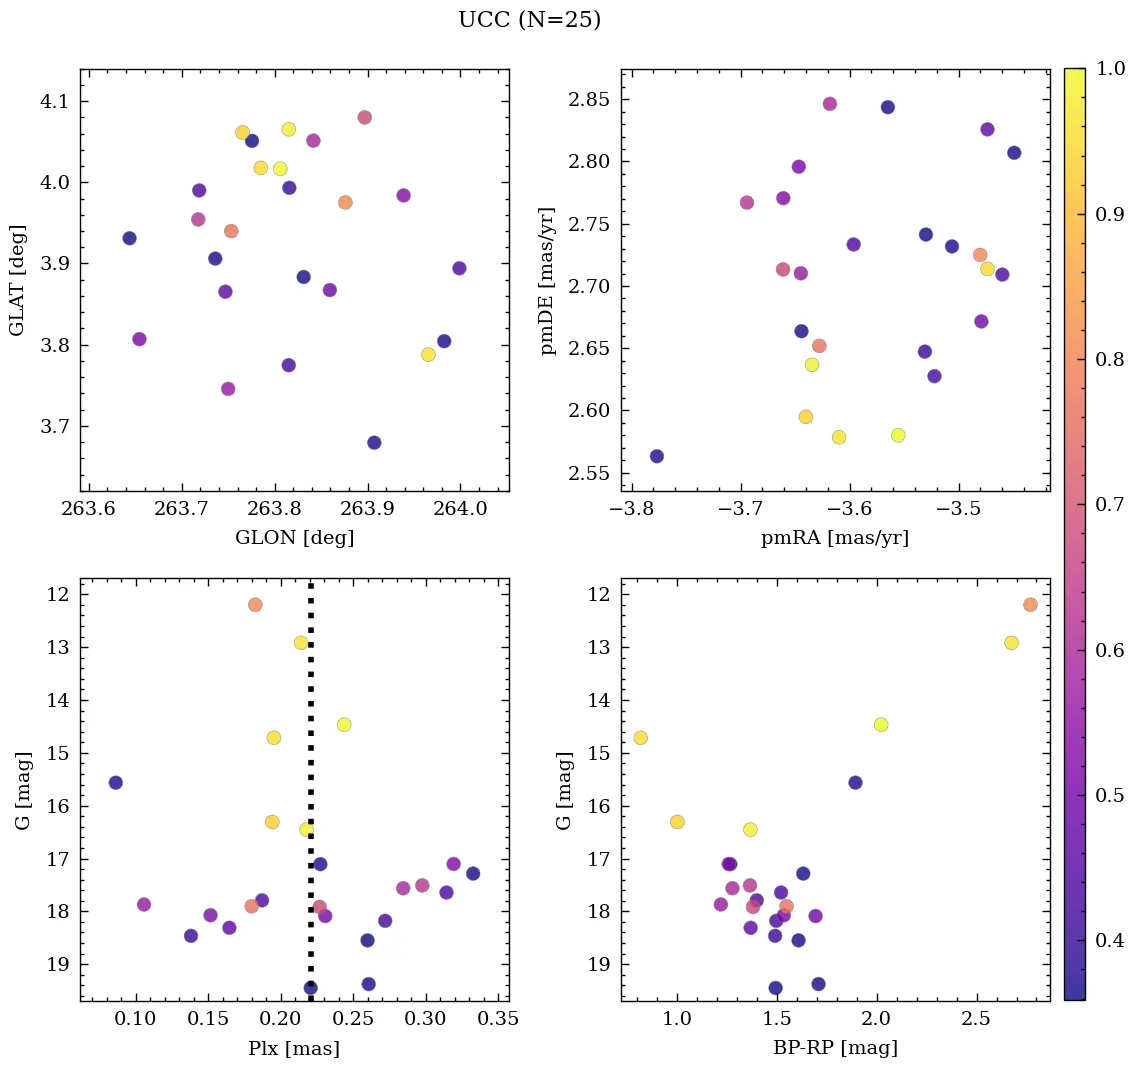 UCC (N=25)
4.1
4.0
3.9
3.8
3.7
263.6 263.7 263.8 263.9 264.0
GLON [deg]
GLAT [deg]
2.85
2.80
2.75
2.70
2.65
2.60
2.55
−3.8 −3.7 −3.6 −3.5
pmRA [mas/yr]
pmDE [mas/yr]
1.0
0.9
0.8
0.7
0.6
0.5
0.4
12
13
14
15
16
17
18
19
0.10 0.15 0.20 0.25 0.30 0.35
Plx [mas]
G [mag]
12
13
14
15
16
17
18
19
1.0 1.5 2.0 2.5
BP-RP [mag]
G [mag]